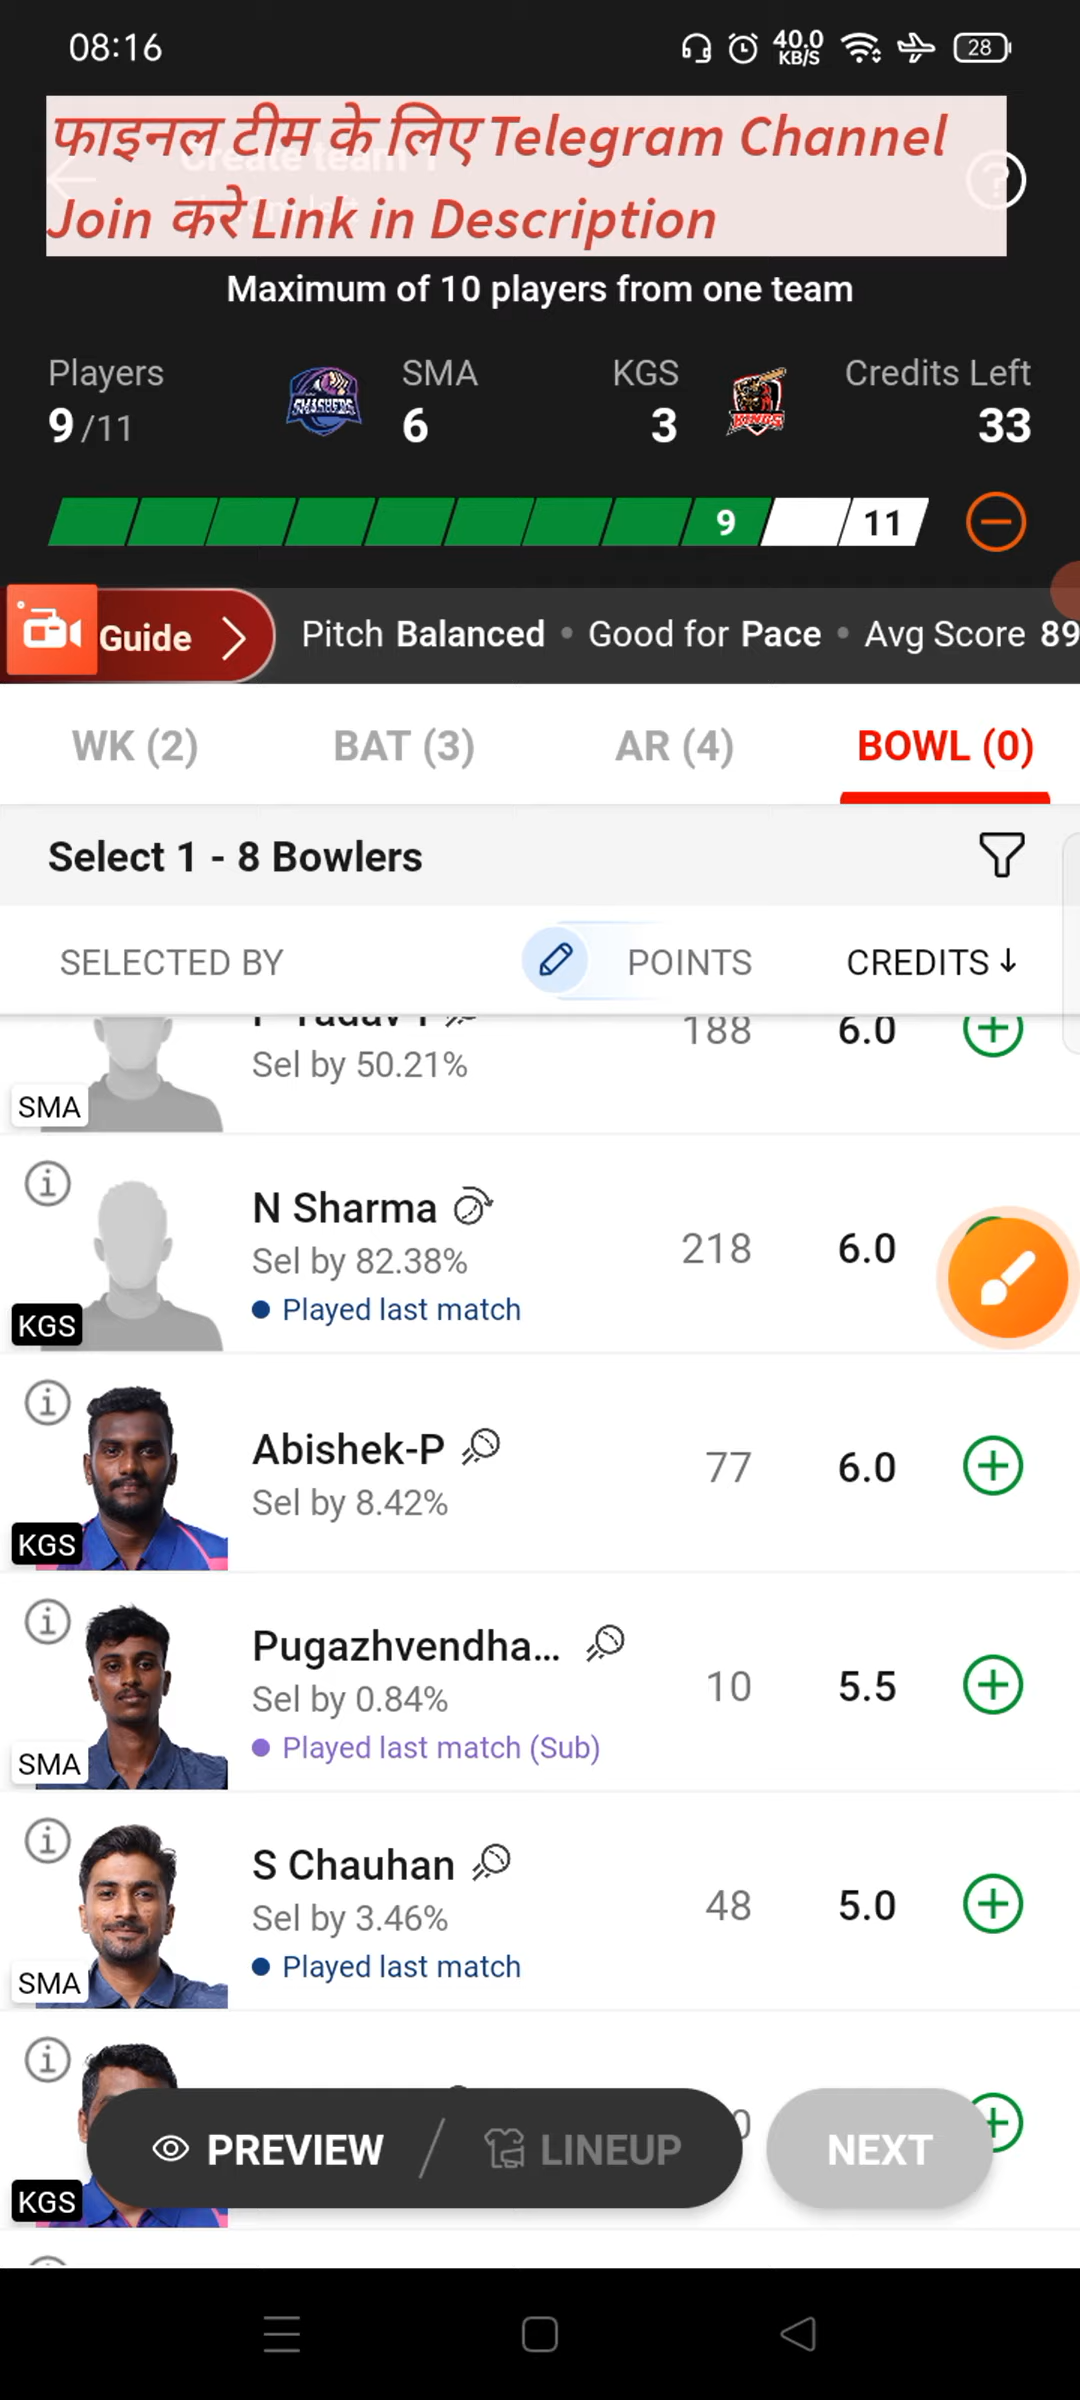 08:16
40.0
KB/S
28
फाइनल टीम के लिए Telegram Channel
Join करे Link in Description
Create team 1
left
Maximum of 10 players from one team
Players
9/11
SMA
6
KGS
3
Credits Left
33
SMASHERS
KINGS
9
11
Guide
Pitch Balanced • Good for Pace • Avg Score 89
WK (2)
BAT (3)
AR (4)
BOWL (0)
Select 1 - 8 Bowlers
SELECTED BY
POINTS
CREDITS ↓
188
6.0
Sel by 50.21%
SMA
N Sharma
Sel by 82.38%
218
6.0
Played last match
KGS
Abishek-P
77
6.0
Sel by 8.42%
KGS
Pugazhvendha...
Sel by 0.84%
10
5.5
Played last match (Sub)
SMA
S Chauhan
Sel by 3.46%
48
5.0
Played last match
SMA
PREVIEW / LINEUP
NEXT
KGS